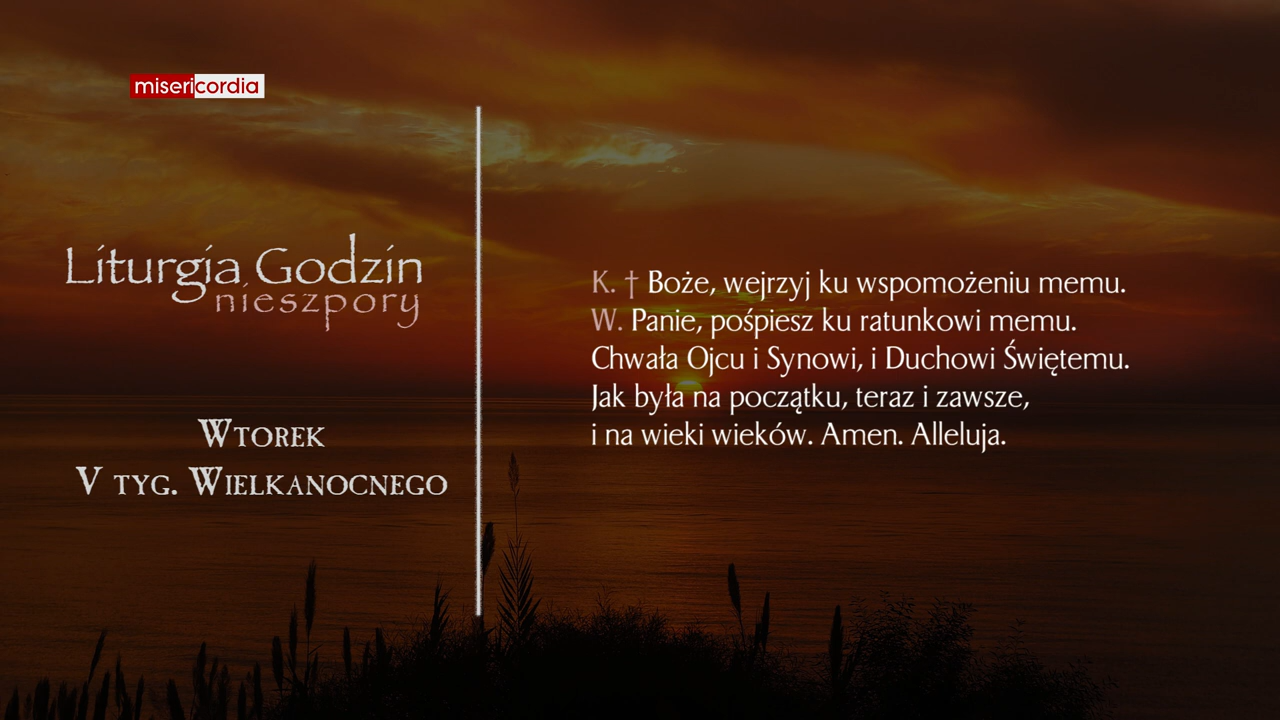 misericordia
Liturgia Godzin
nieszpory
Wtorek
V tyg. Wielkanocnego
K. † Boże, wejrzyj ku wspomożeniu memu.
W. Panie, pośpiesz ku ratunkowi memu.
Chwała Ojcu i Synowi, i Duchowi Świętemu.
Jak była na początku, teraz i zawsze,
i na wieki wieków. Amen. Alleluja.